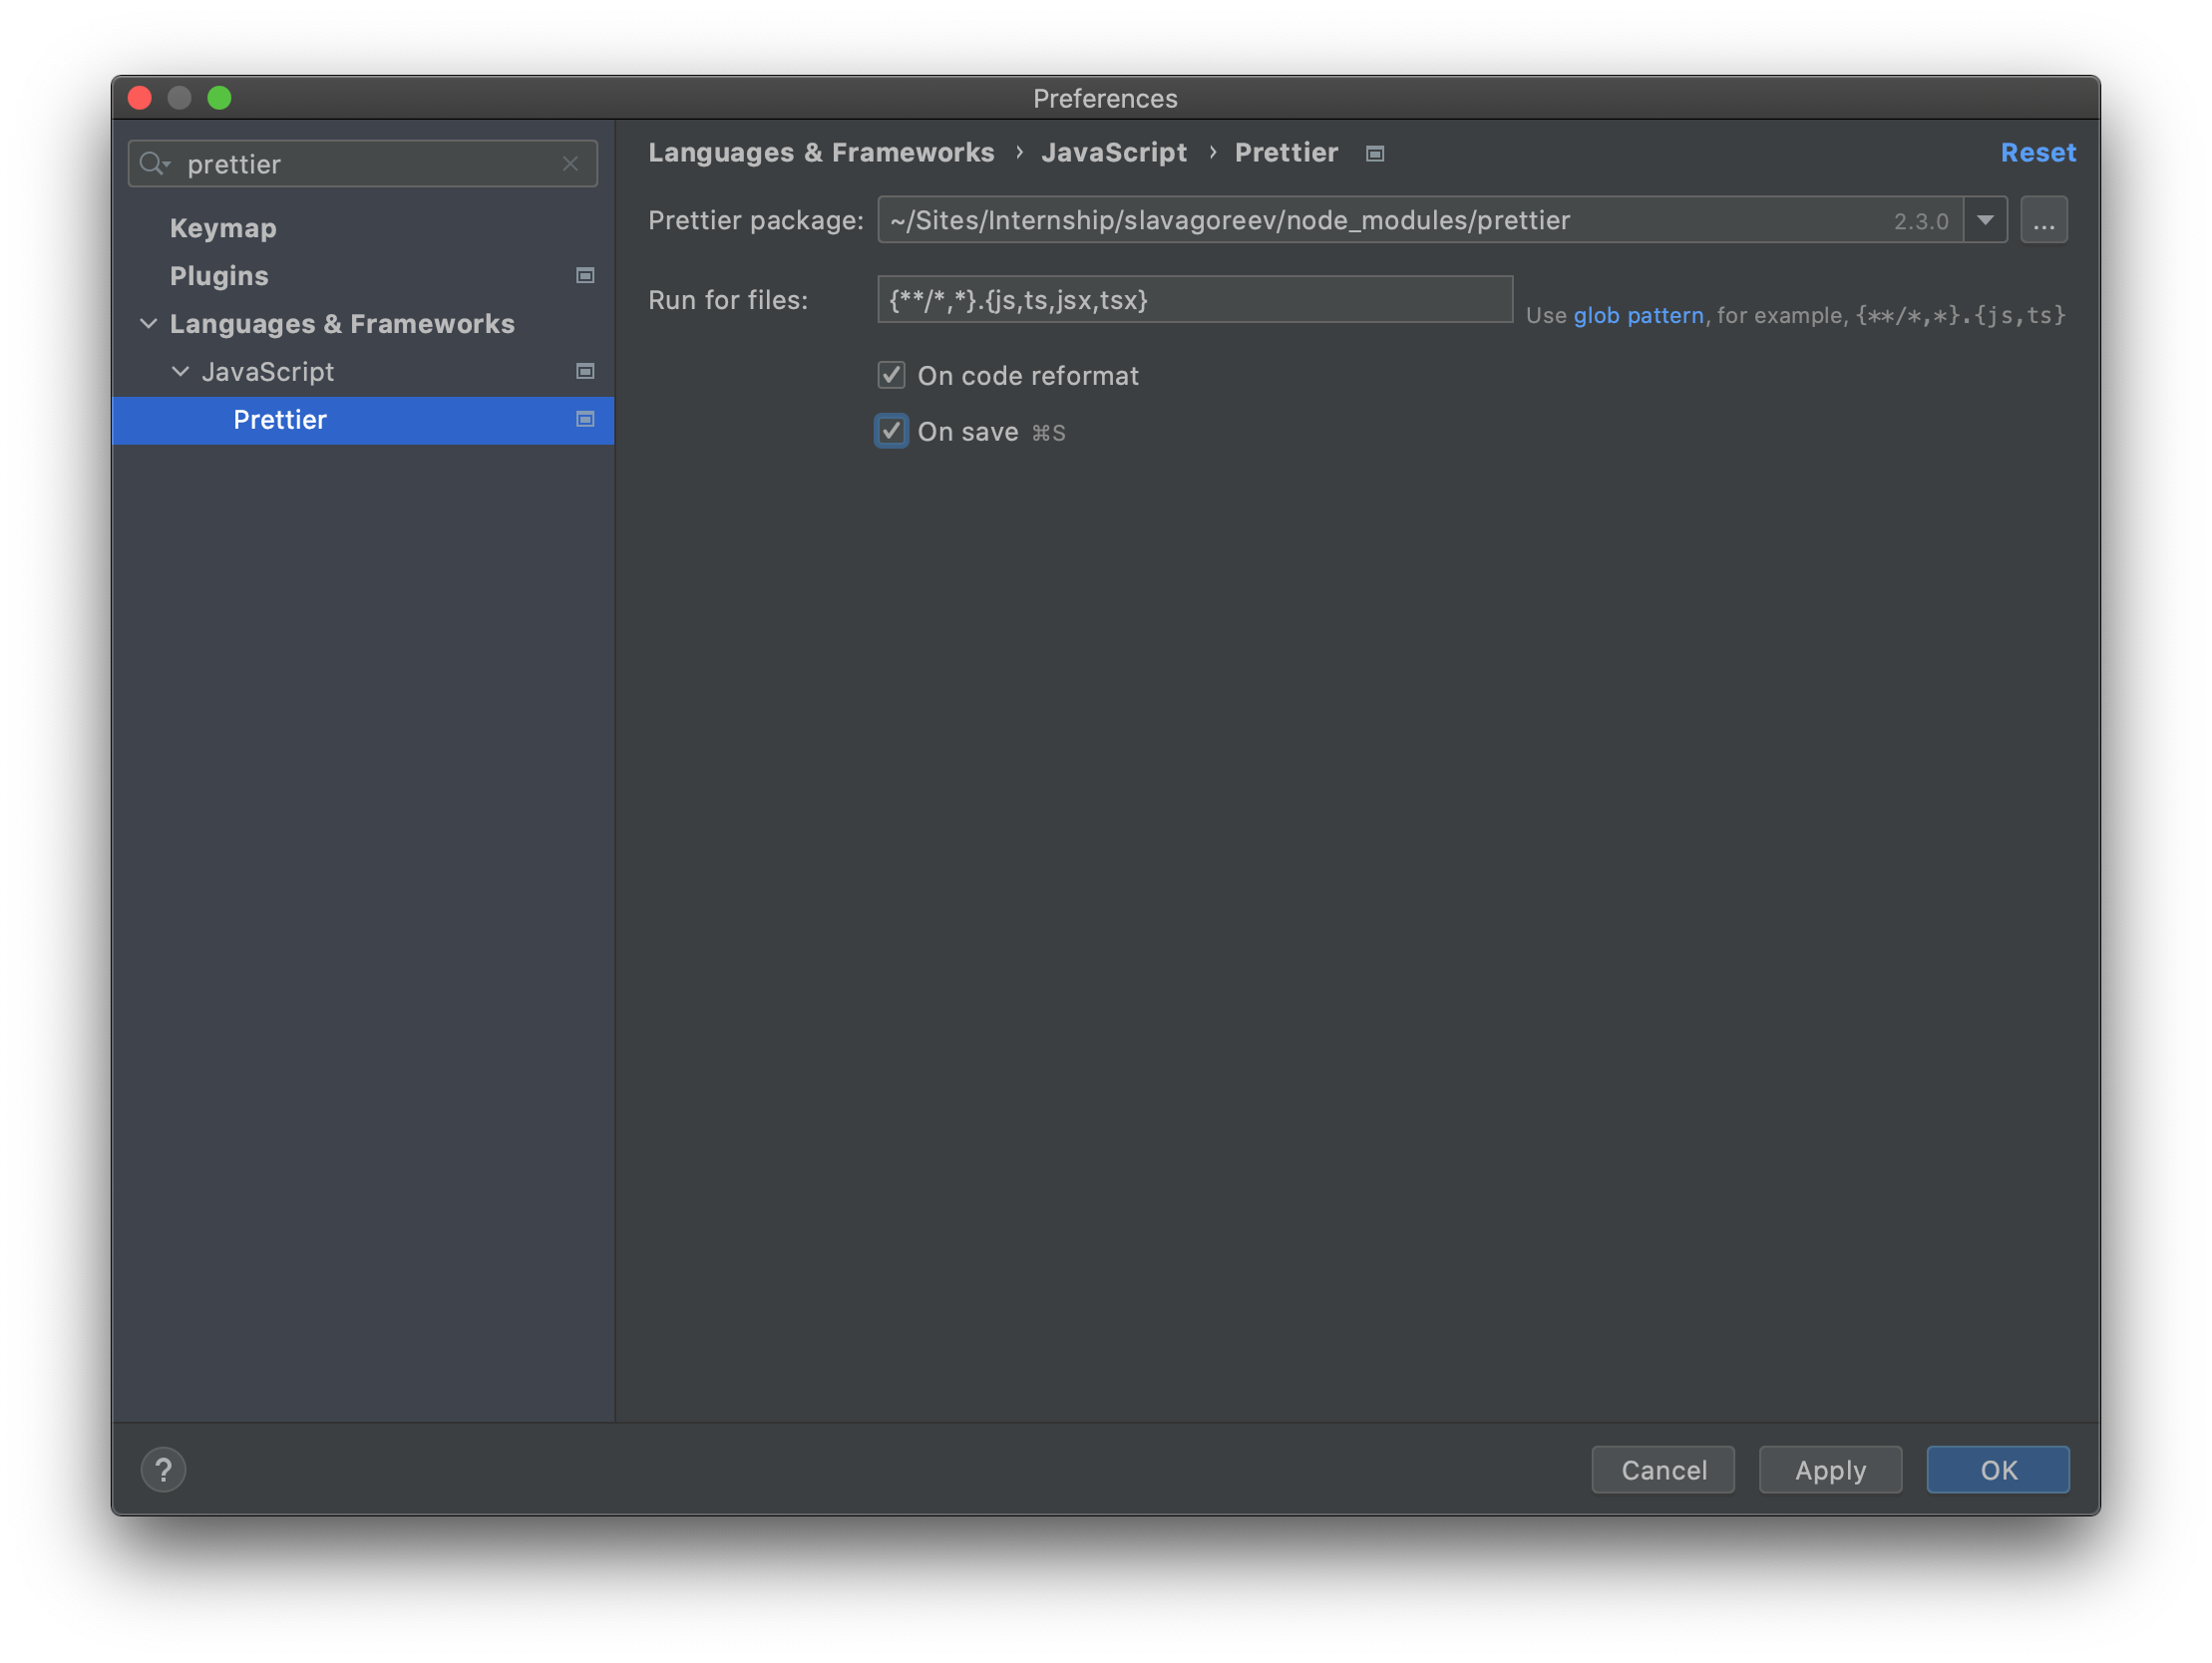 Preferences
prettier
Keymap
Plugins
Languages & Frameworks
JavaScript
Prettier
Languages & Frameworks › JavaScript › Prettier
Reset
Prettier package: ~/Sites/Internship/slavagoreev/node_modules/prettier 2.3.0 ...
Run for files: {**/*,*}.{js,ts,jsx,tsx} Use glob pattern, for example, {**/*,*}.{js,ts}
On code reformat
On save ⌘S
?
Cancel
Apply
OK